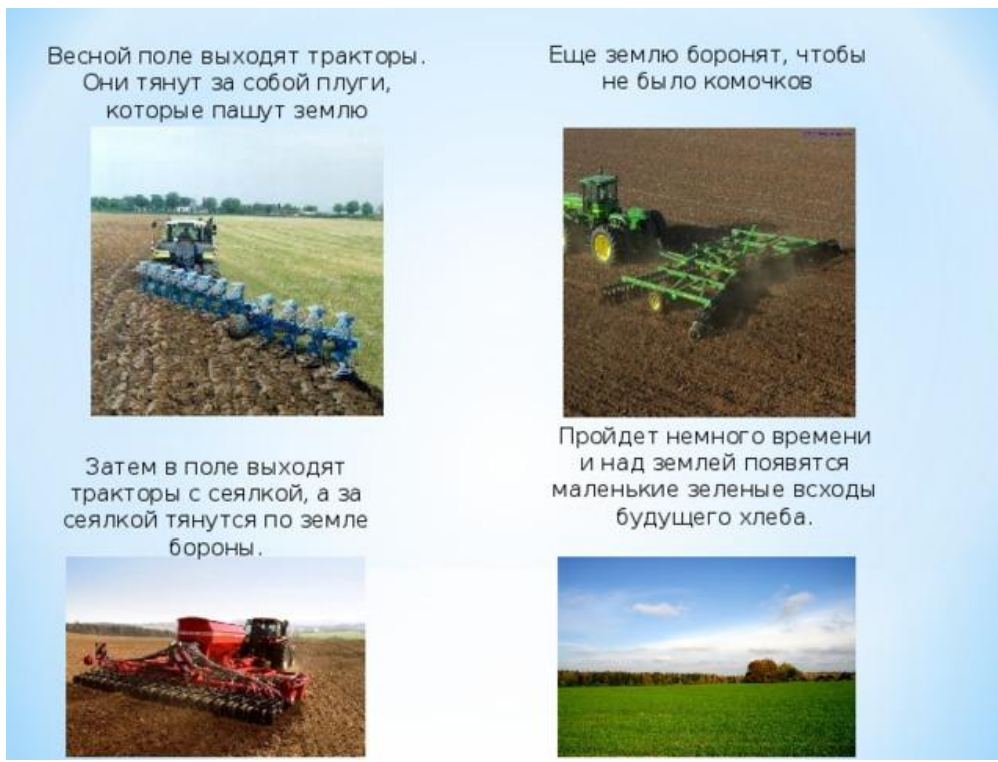 Весной поле выходят тракторы.
Они тянут за собой плуги,
которые пашут землю
Еще землю боронят, чтобы
не было комочков
Затем в поле выходят
тракторы с сеялкой, а за
сеялкой тянутся по земле
бороны.
Пройдет немного времени
и над землей появятся
маленькие зеленые всходы
будущего хлеба.